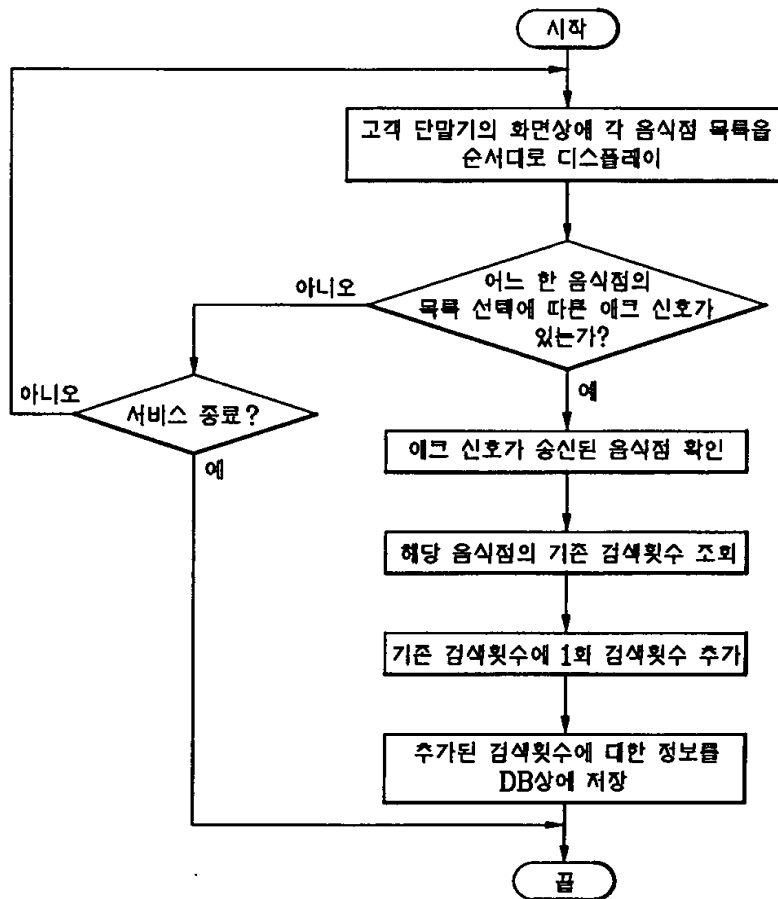 시작
고객 단말기의 화면상에 각 음식점 목록을
순서대로 디스플레이
어느 한 음식점의
목록 선택에 따른 애크 신호가
있는가?
아니오
예
아니오
서비스 종료?
예
애크 신호가 송신된 음식점 확인
해당 음식점의 기존 검색횟수 조회
기존 검색횟수에 1회 검색횟수 추가
추가된 검색횟수에 대한 정보를
DB상에 저장
끝